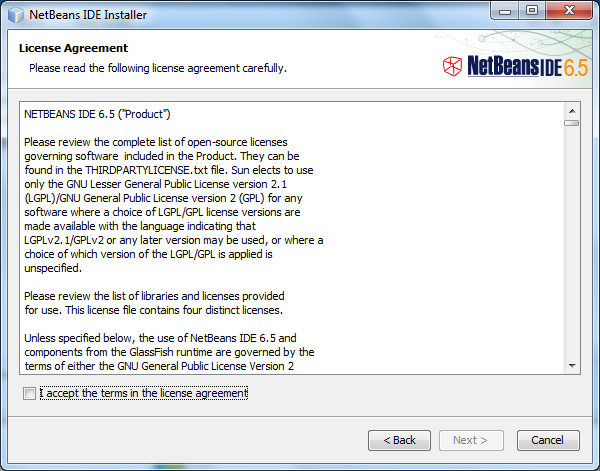 NetBeans IDE Installer
License Agreement
Please read the following license agreement carefully.
NetBeans IDE 6.5
NETBEANS IDE 6.5 ("Product")
Please review the complete list of open-source licenses
governing software  included in the Product. They can be
found in the THIRDPARTYLICENSE.txt file. Sun elects to use
only the GNU Lesser General Public License version 2.1
(LGPL)/GNU General Public License version 2 (GPL) for any
software where a choice of LGPL/GPL license versions are
made available with the language indicating that
LGPLv2.1/GPLv2 or any later version may be used, or where a
choice of which version of the LGPL/GPL is applied is
unspecified.
Please review the list of libraries and licenses provided
for use. This license file contains four distinct licenses.
Unless specified below, the use of NetBeans IDE 6.5 and
components from the GlassFish runtime are governed by the
terms of either the GNU General Public License Version 2
I accept the terms in the license agreement
< Back
Next >
Cancel